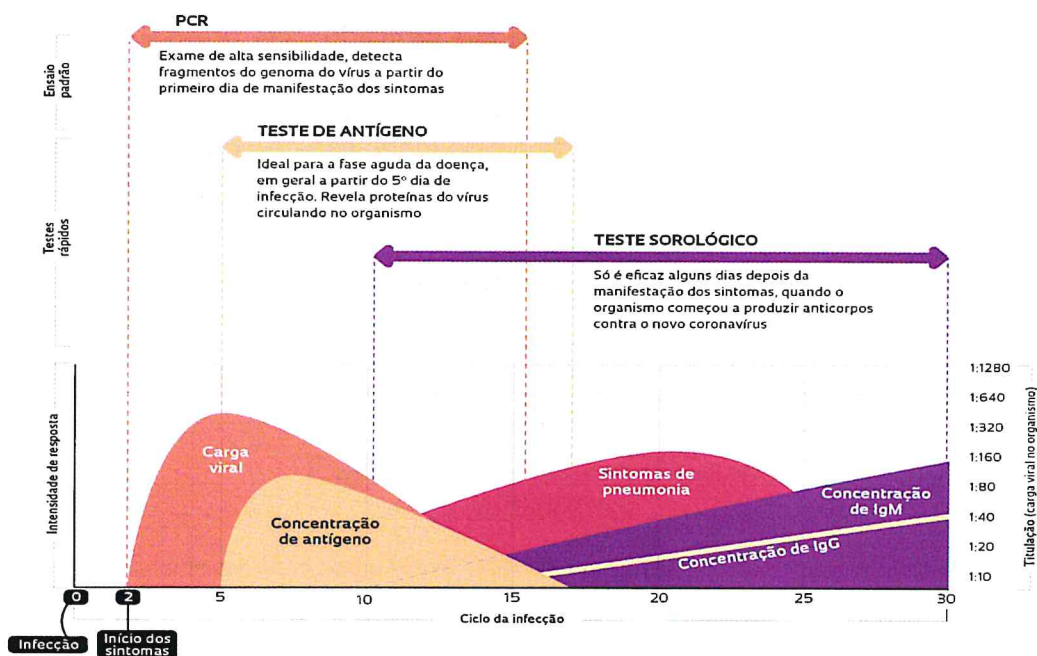 PCR
Exame de alta sensibilidade, detecta
fragmentos do genoma do vírus a partir do
primeiro dia de manifestação dos sintomas
Ensaio
padrão
TESTE DE ANTÍGENO
Ideal para a fase aguda da doença,
em geral a partir do 5º dia de
infecção. Revela proteínas do vírus
circulando no organismo
Testes
rápidos
TESTE SOROLÓGICO
Só é eficaz alguns dias depois da
manifestação dos sintomas, quando o
organismo começou a produzir anticorpos
contra o novo coronavírus
Intensidade de resposta
Carga
viral
Concentração
de antígeno
Sintomas de
pneumonia
Concentração
de IgM
Concentração de IgG
1:1280
1:640
1:320
1:160
1:80
1:40
1:20
1:10
Titulação (carga viral no organismo)
0
2
5
10
15
20
25
30
Ciclo da infecção
Infecção
Início dos
sintomas